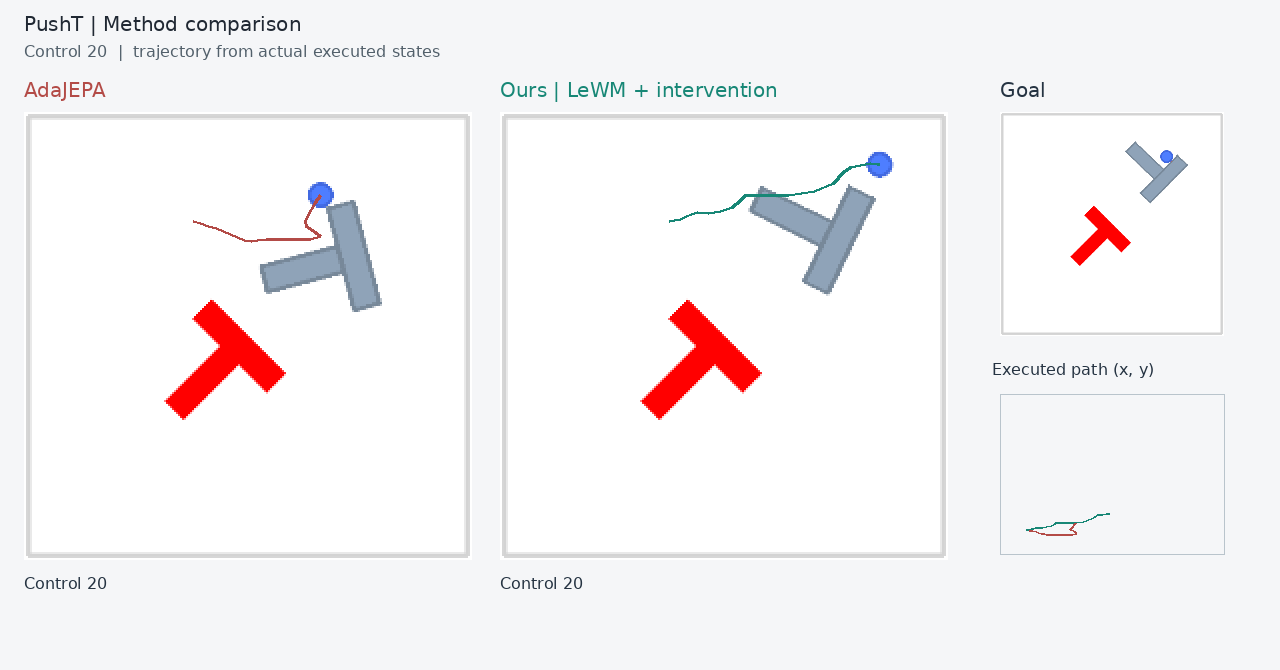 PushT | Method comparison
Control 20 | trajectory from actual executed states
AdaJEPA
Ours | LeWM + intervention
Goal
Executed path (x, y)
Control 20
Control 20